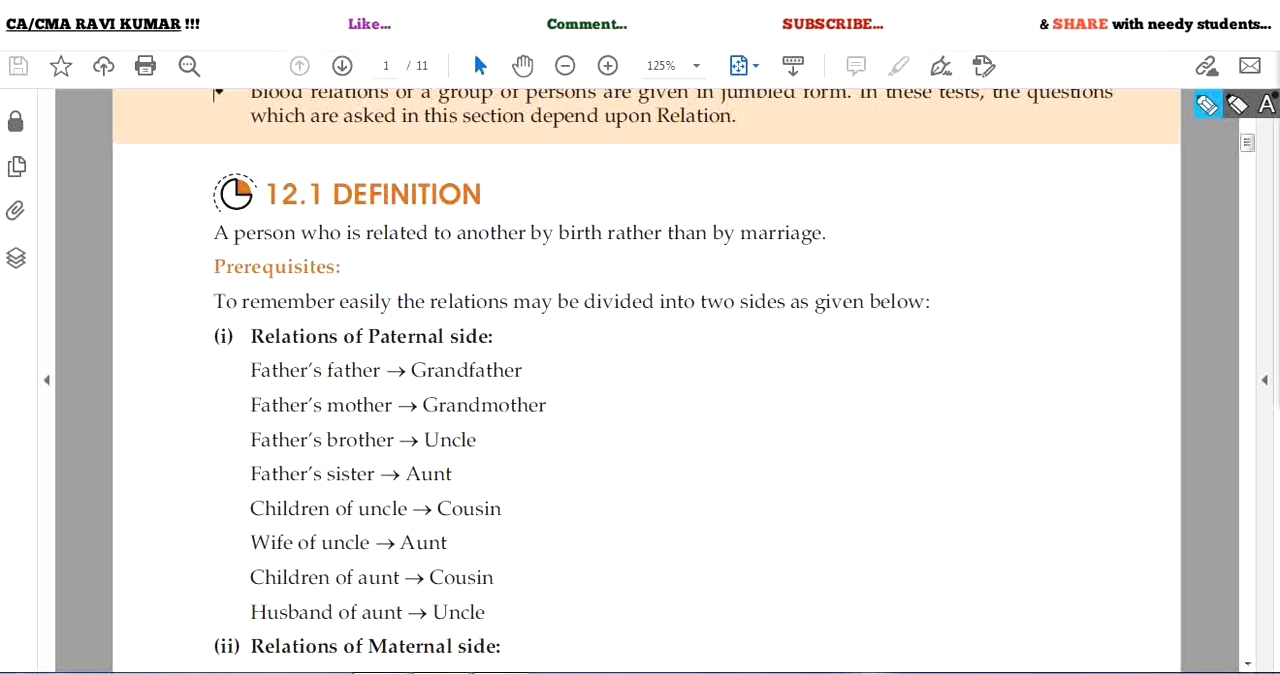 CA/CMA RAVI KUMAR !!! Like... Comment... SUBSCRIBE... & SHARE with needy students...
1 / 11 125%
Blood relations of a group of persons are given in jumbled form. In these tests, the questions
which are asked in this section depend upon Relation.
A
12.1 DEFINITION
A person who is related to another by birth rather than by marriage.
Prerequisites:
To remember easily the relations may be divided into two sides as given below:
(i) Relations of Paternal side:
Father's father → Grandfather
Father's mother → Grandmother
Father's brother → Uncle
Father's sister → Aunt
Children of uncle → Cousin
Wife of uncle → Aunt
Children of aunt → Cousin
Husband of aunt → Uncle
(ii) Relations of Maternal side: